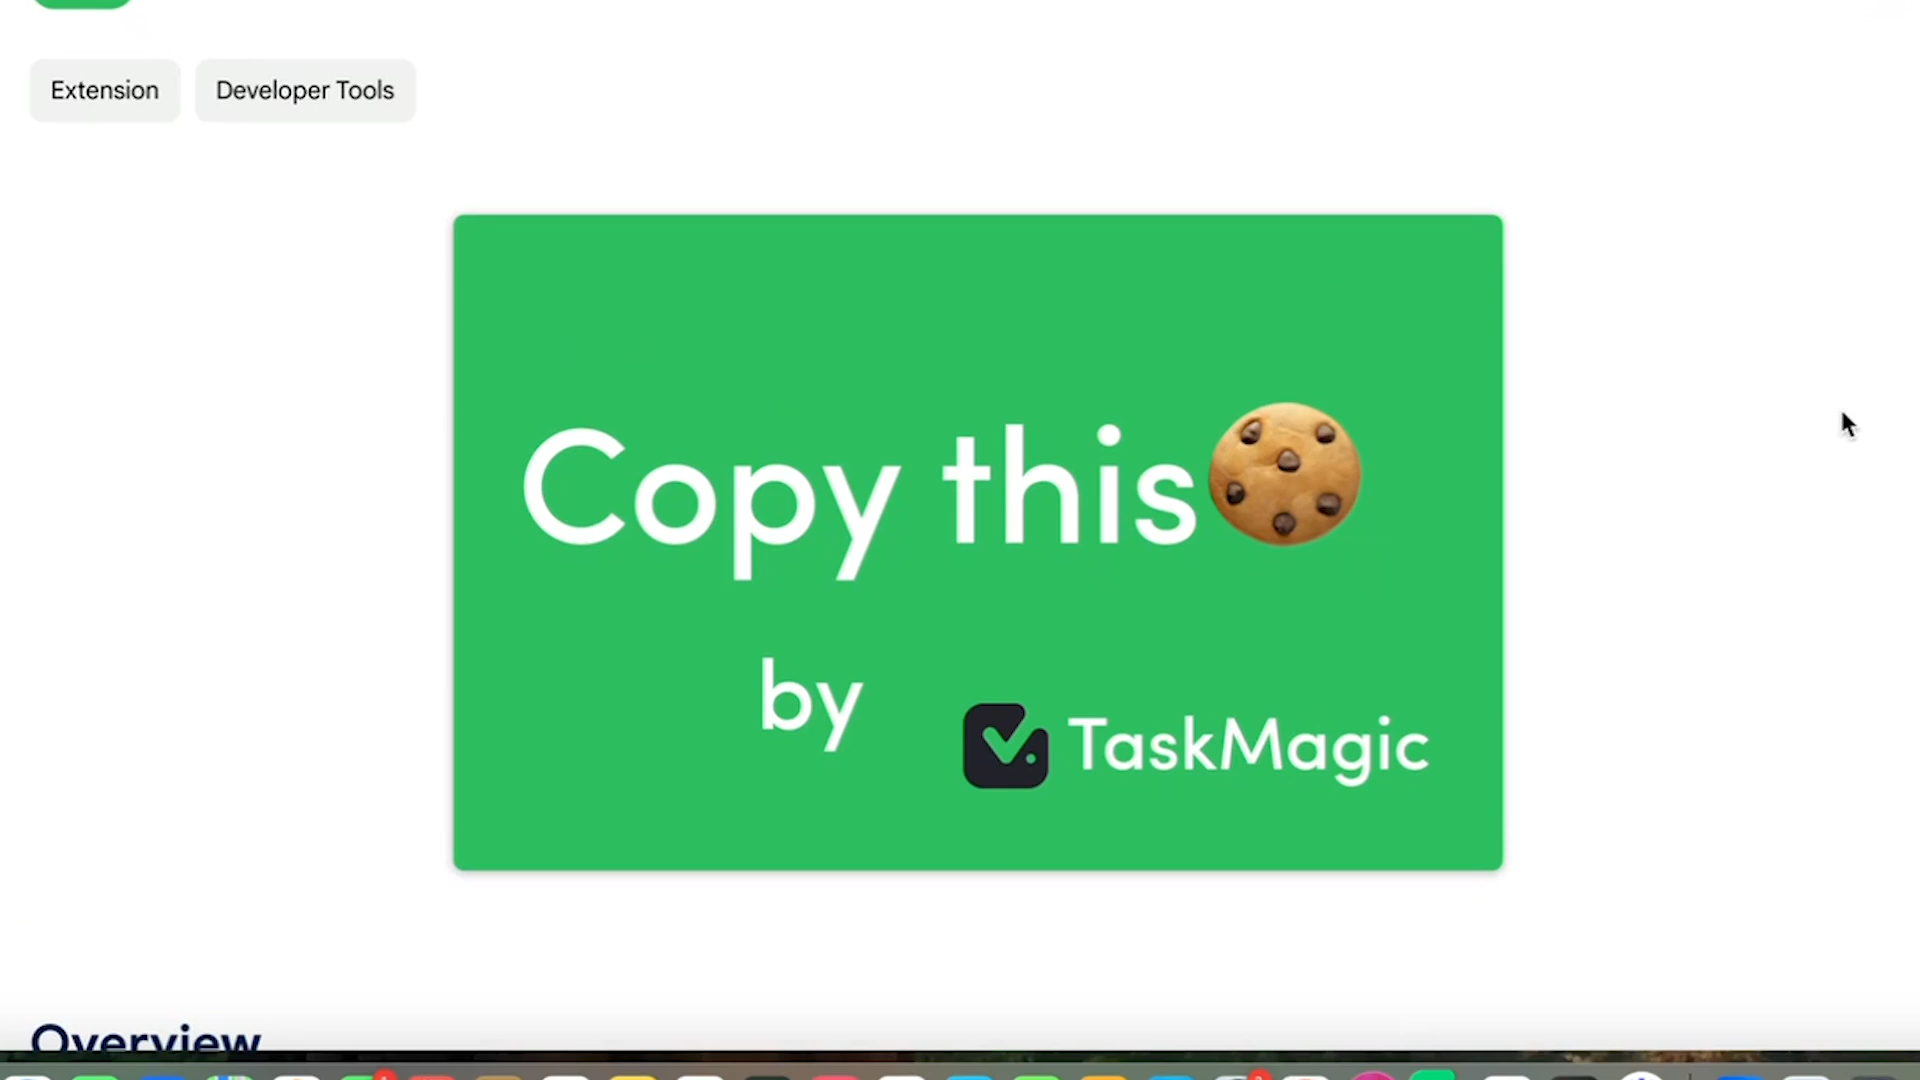 Extension
Developer Tools
Copy this
by
TaskMagic
Overview